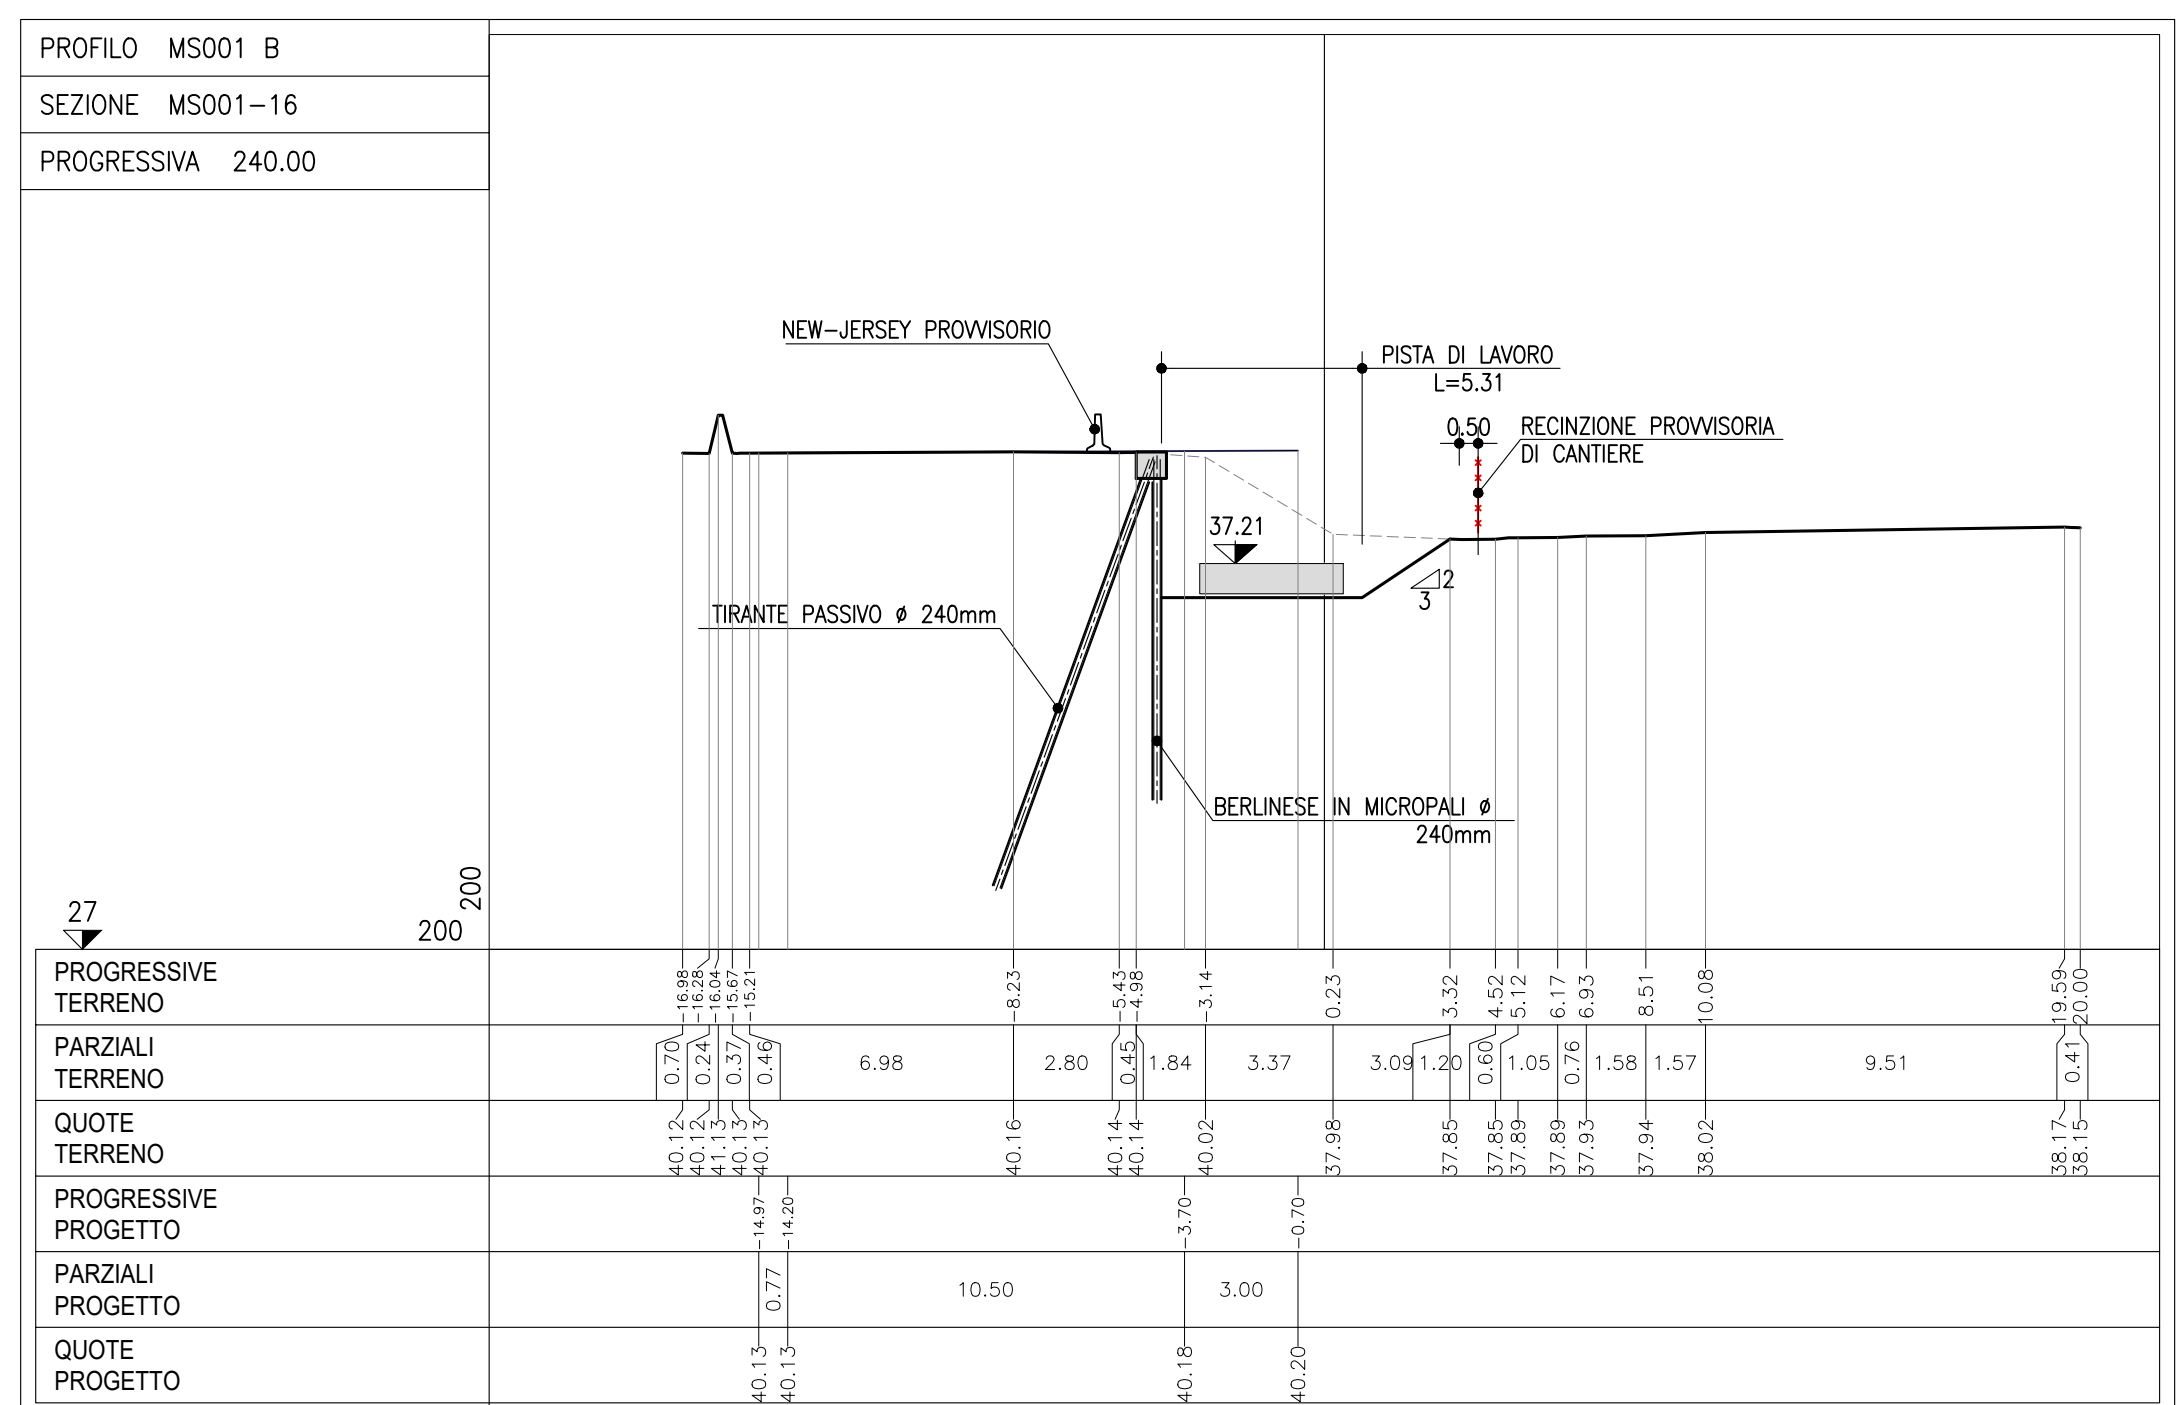 PROFILO MS001 B
SEZIONE MS001-16
PROGRESSIVA 240.00
NEW-JERSEY PROVVISORIO
PISTA DI LAVORO
L=5.31
0.50
RECINZIONE PROVVISORIA
DI CANTIERE
37.21
2
3
TIRANTE PASSIVO ø 240mm
BERLINESE IN MICROPALI ø
240mm
200
27
200
PROGRESSIVE
TERRENO
-16.98 -16.28 -16.04 -15.67 -15.21 -8.23 -5.43 -4.98 -3.14 0.23 3.32 4.52 5.12 6.17 6.93 8.51 10.08 19.59 20.00
PARZIALI
TERRENO
0.70 0.24 0.37 0.46 6.98 2.80 0.45 1.84 3.37 3.09 1.20 0.60 1.05 0.76 1.58 1.57 9.51 0.41
QUOTE
TERRENO
40.12 40.12 41.13 40.13 40.13 40.16 40.14 40.14 40.02 37.98 37.85 37.85 37.89 37.89 37.93 37.94 38.02 38.17 38.15
PROGRESSIVE
PROGETTO
-14.97 -14.20 -3.70 -0.70
PARZIALI
PROGETTO
0.77 10.50 3.00
QUOTE
PROGETTO
40.13 40.13 40.18 40.20